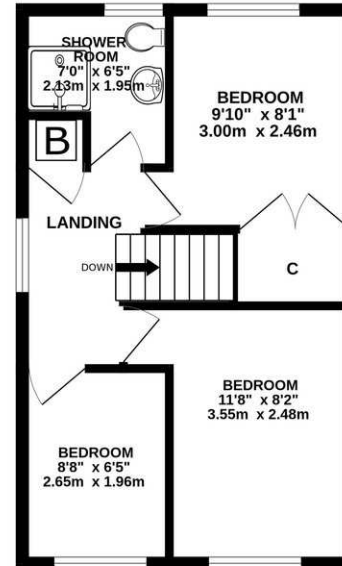 SHOWER
ROOM
7'0" x 6'5"
2.13m x 1.95m
BEDROOM
9'10" x 8'1"
3.00m x 2.46m
B
LANDING
DOWN
C
BEDROOM
11'8" x 8'2"
3.55m x 2.48m
BEDROOM
8'8" x 6'5"
2.65m x 1.96m